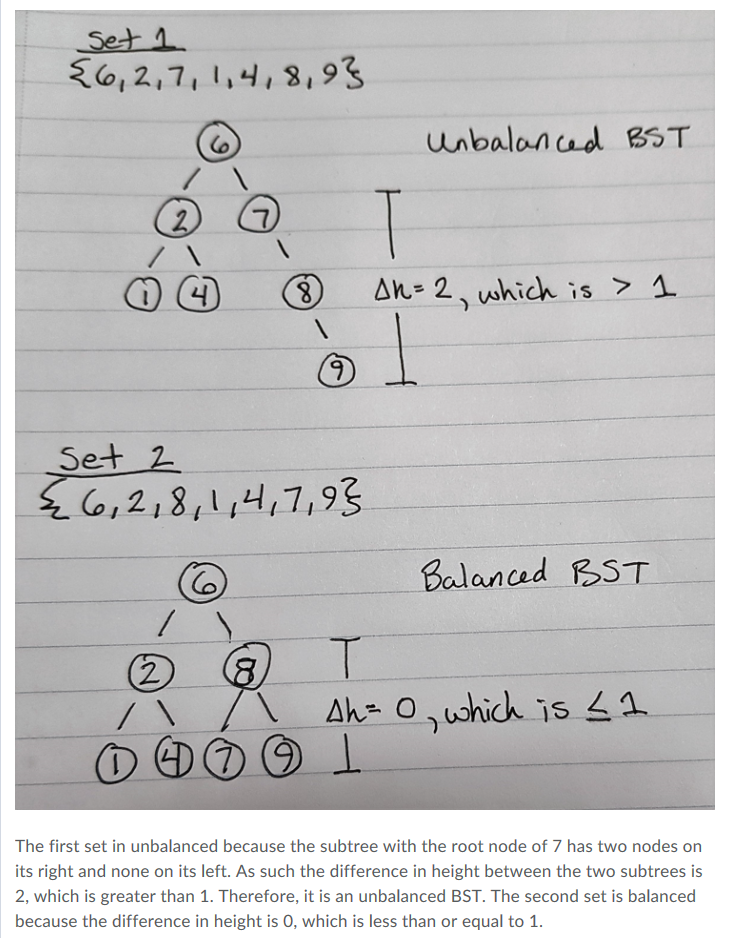 Set 1
{6,2,7,1,4,8,9}
Unbalanced BST
6
2 7
1 4 8
Δh = 2, which is > 1
9
Set 2
{6,2,8,1,4,7,9}
Balanced BST
6
2 8
Δh = 0, which is ≤ 1
1 4 7 9
The first set in unbalanced because the subtree with the root node of 7 has two nodes on
its right and none on its left. As such the difference in height between the two subtrees is
2, which is greater than 1. Therefore, it is an unbalanced BST. The second set is balanced
because the difference in height is 0, which is less than or equal to 1.